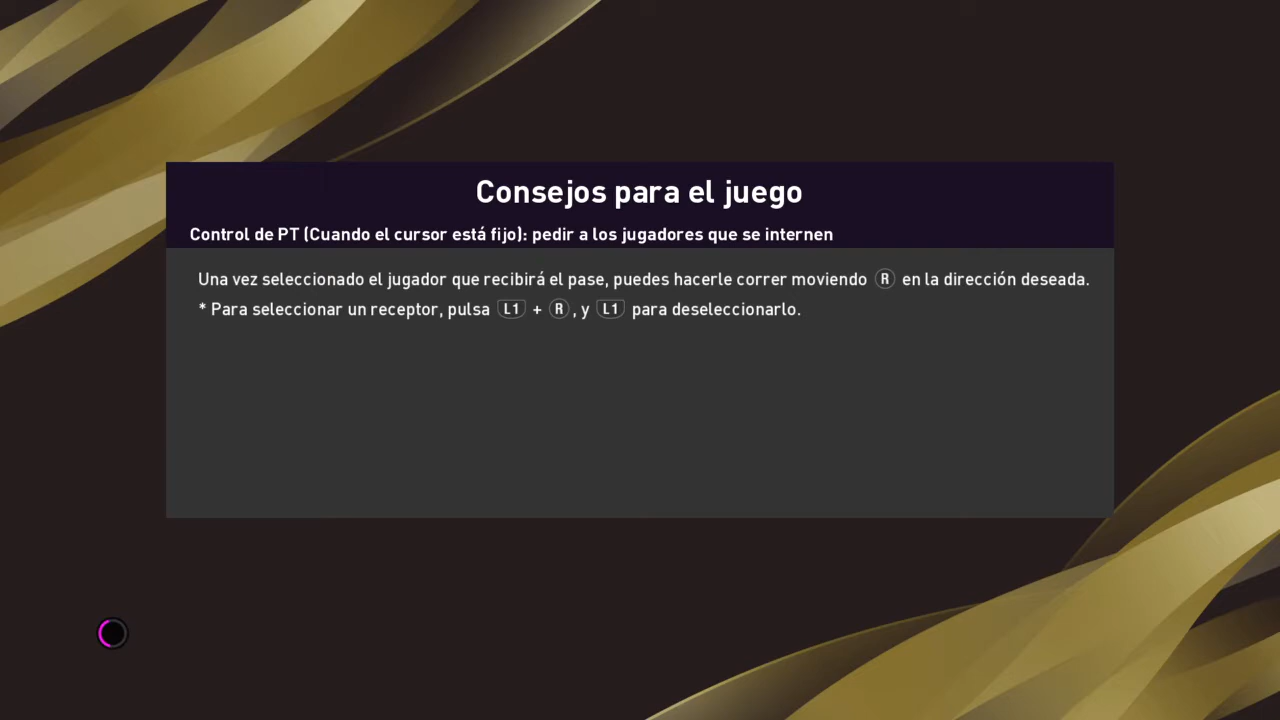 Consejos para el juego
Control de PT (Cuando el cursor está fijo): pedir a los jugadores que se internen
Una vez seleccionado el jugador que recibirá el pase, puedes hacerle correr moviendo R en la dirección deseada.
* Para seleccionar un receptor, pulsa L1 + R, y L1 para deseleccionarlo.